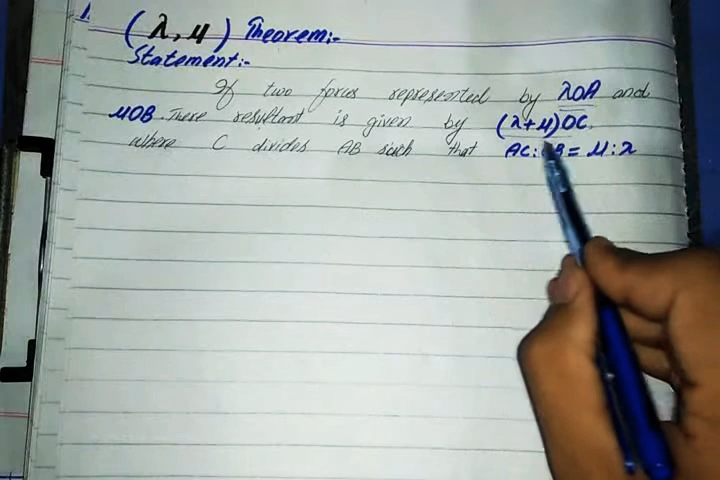 1.
(λ, μ) Theorem:-
Statement:-
If two forces represented by λOA and
μOB. There resultant is given by (λ+μ)OC.
where C divides AB such that AC: B = μ:λ